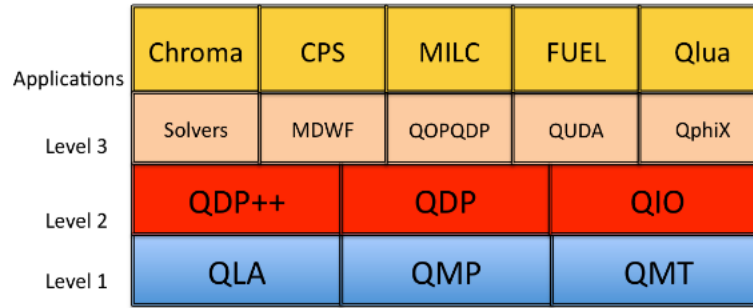 Applications Chroma CPS MILC FUEL Qlua
Level 3 Solvers MDWF QOPQDP QUDA QphiX
Level 2 QDP++ QDP QIO
Level 1 QLA QMP QMT